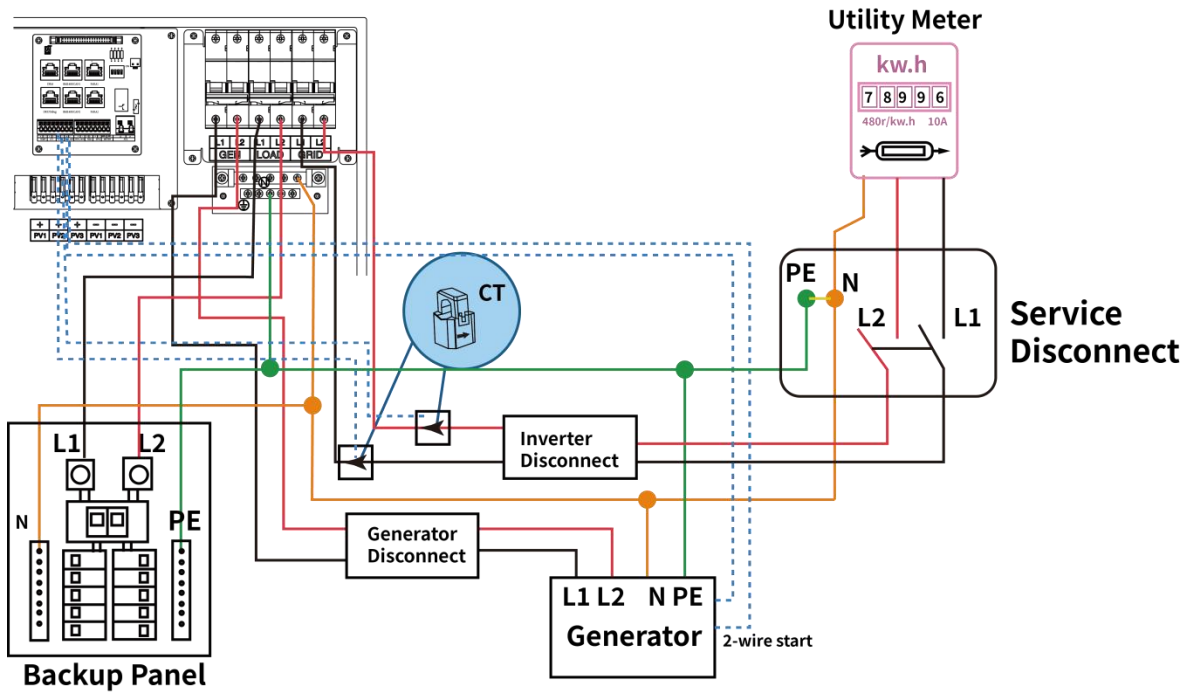 Utility Meter
kw.h
7 8 9 9 6
480r/kw.h 10A
L1 L2 L1 L2 L1 L2
GEN LOAD GRID
N
+ + + − − −
PV1 PV2 PV3 PV1 PV2 PV3
CT
PE N
L2 L1
Service
Disconnect
Inverter
Disconnect
L1 L2
N PE
Generator
Disconnect
L1 L2 N PE
Generator
2-wire start
Backup Panel